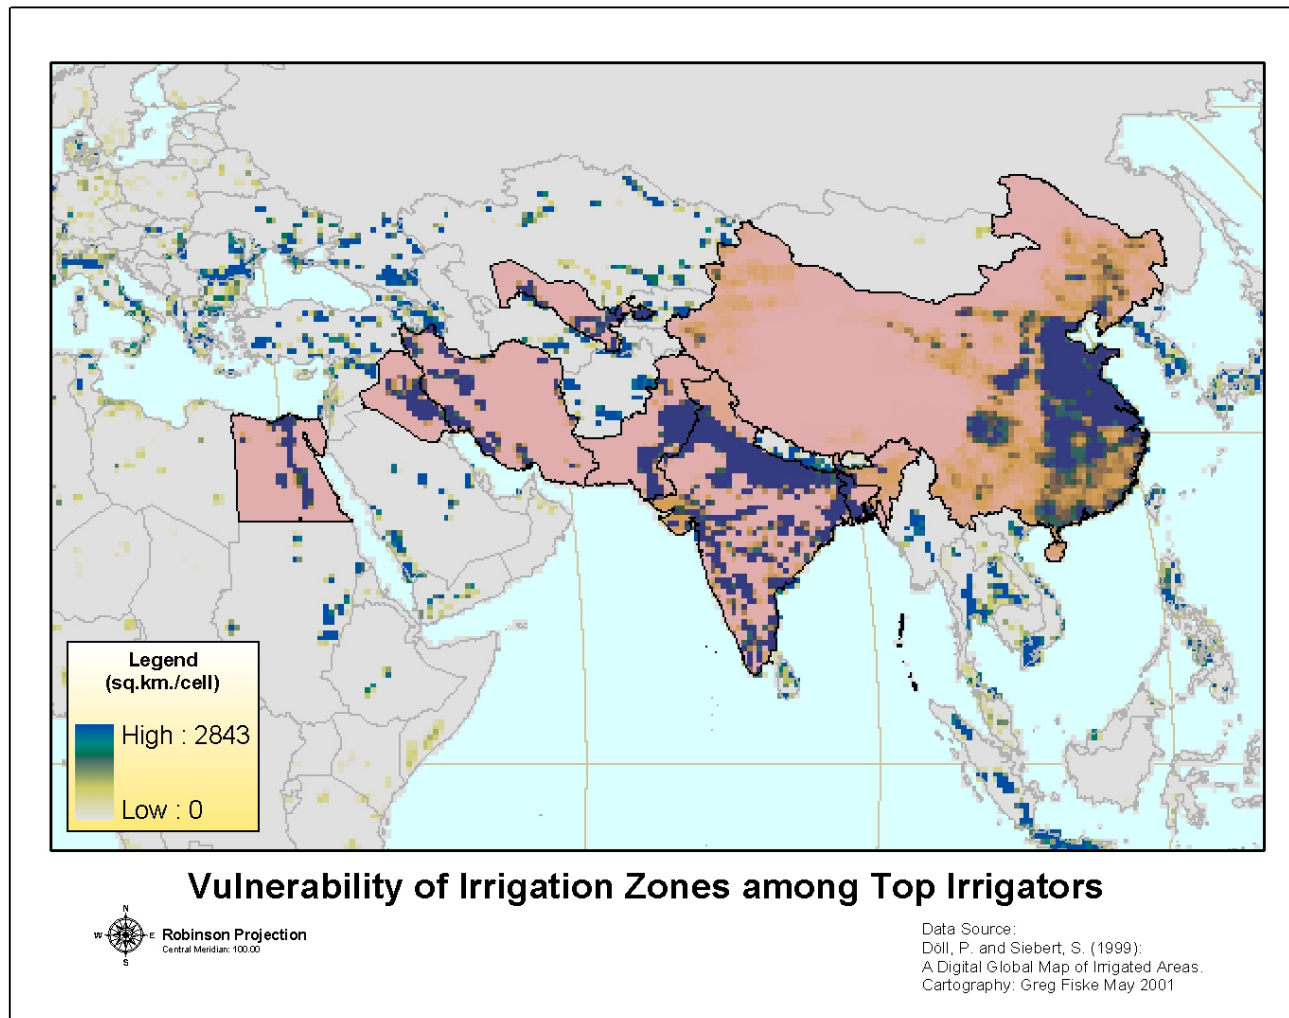 Legend
(sq.km./cell)
High : 2843
Low : 0
Vulnerability of Irrigation Zones among Top Irrigators
N
W E
S
Robinson Projection
Central Meridian: 100.00
Data Source:
Döll, P. and Siebert, S. (1999):
A Digital Global Map of Irrigated Areas.
Cartography: Greg Fiske May 2001